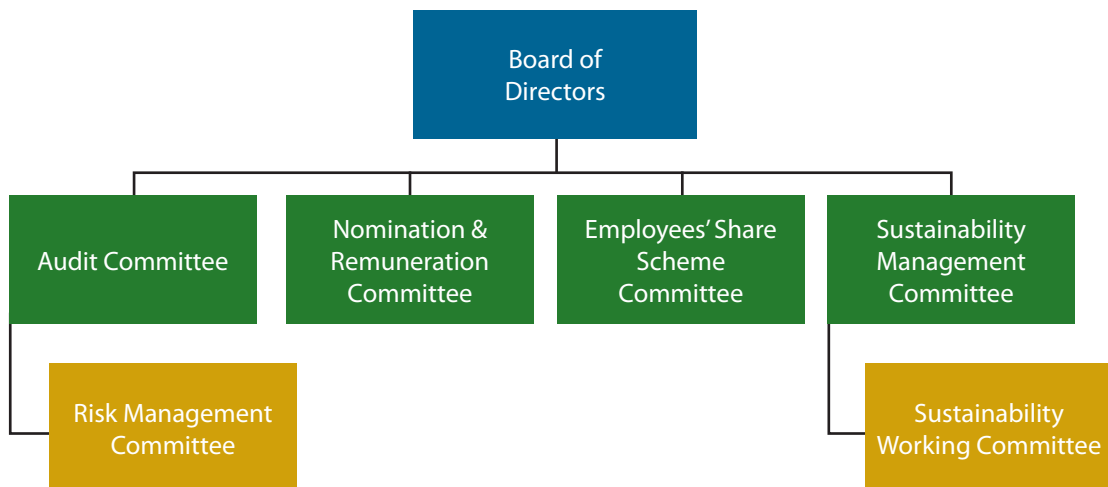 Board of
Directors
Audit Committee
Nomination &
Remuneration
Committee
Employees’ Share
Scheme
Committee
Sustainability
Management
Committee
Risk Management
Committee
Sustainability
Working Committee